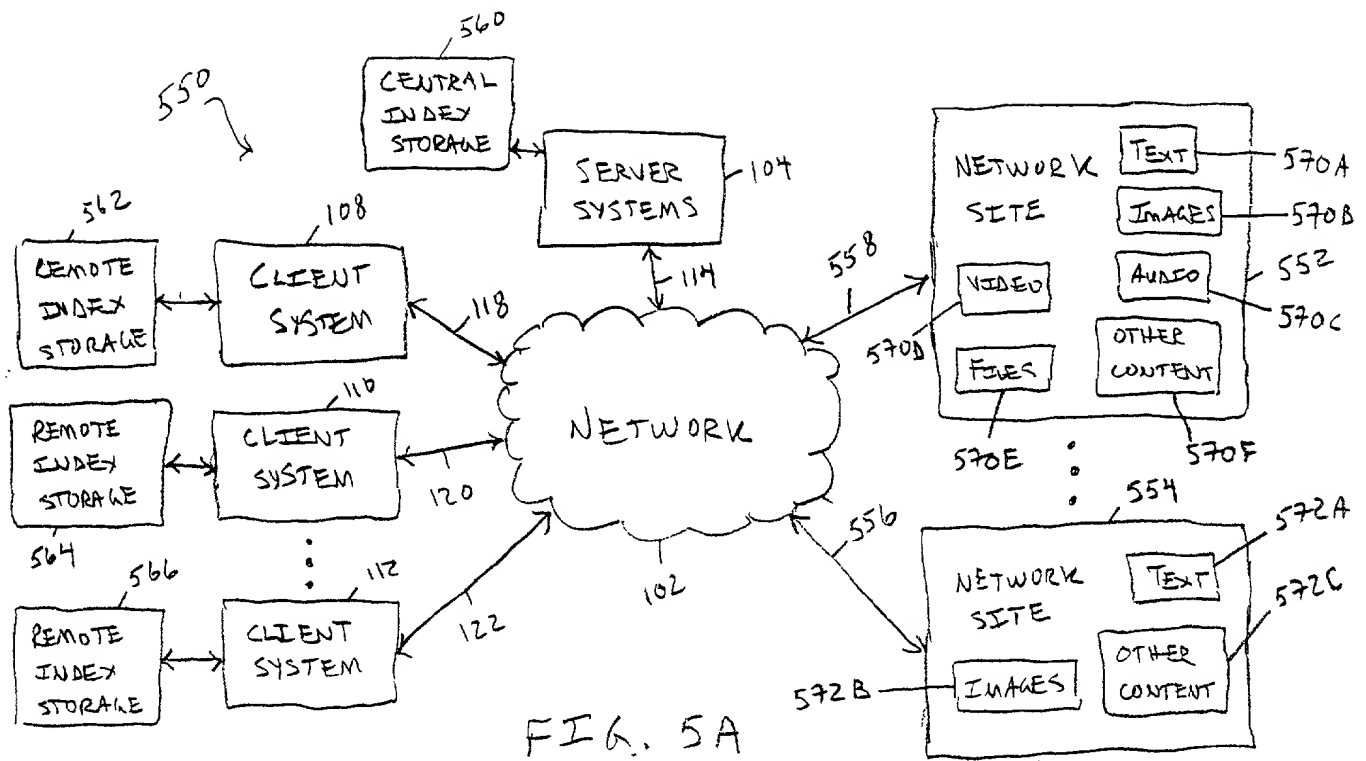 560
550
CENTRAL
INDEX
STORAGE
SERVER
SYSTEMS
104
114
562
REMOTE
INDEX
STORAGE
108
CLIENT
SYSTEM
118
REMOTE
INDEX
STORAGE
564
110
CLIENT
SYSTEM
120
566
REMOTE
INDEX
STORAGE
112
CLIENT
SYSTEM
122
NETWORK
102
558
556
NETWORK
SITE
TEXT
570A
IMAGES
570B
552
AUDIO
570C
VIDEO
570D
FILES
570E
OTHER
CONTENT
570F
554
NETWORK
SITE
TEXT
572A
IMAGES
572B
OTHER
CONTENT
572C
FIG. 5A